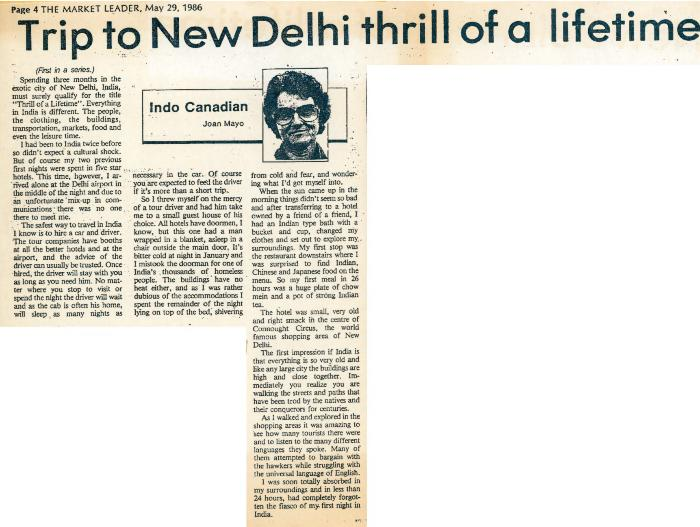 Page 4 THE MARKET LEADER, May 29, 1986
Trip to New Delhi thrill of a lifetime
(First in a series.)
Spending three months in the
exotic city of New Delhi, India,
must surely qualify for the title
"Thrill of a Lifetime". Everything
in India is different. The people,
the clothing, the buildings,
transportation, markets, food and
even the leisure time.
I had been to India twice before
so didn't expect a cultural shock.
But of course my two previous
first nights were spent in five star
hotels. This time, however, I ar-
rived alone at the Delhi airport in
the middle of the night and due to
an unfortunate mix-up in com-
munications there was no one
there to meet me.
The safest way to travel in India
I know is to hire a car and driver.
The tour companies have booths
at all the better hotels and at the
airport, and the advice of the
driver can usually be trusted. Once
hired, the driver will stay with you
as long as you need him. No mat-
ter where you stop to visit or
spend the night the driver will wait
and as the cab is often his home,
will sleep as many nights as
Indo Canadian
Joan Mayo
necessary in the car. Of course
you are expected to feel the driver
if it's more than a short trip.
So I threw myself on the mercy
of a tour driver and had him take
me to a small guest house of his
choice. All hotels have doormen, I
know, but this one had a man
wrapped in a blanket, asleep in a
chair outside the main door. It's
bitter cold at night in January and
I mistook the doorman for one of
India's thousands of homeless
people. The buildings have no
heat either, and as I was rather
dubious of the accommodations I
spent the remainder of the night
lying on top of the bed, shivering
from cold and fear, and wonder-
ing what I'd got myself into.
When the sun came up in the
morning things didn't seem so bad
and after transferring to a hotel
owned by a friend of a friend, I
had an Indian type bath with a
bucket and cup, changed my
clothes and set out to explore my
surroundings. My first stop was
the restaurant downstairs where I
was surprised to find Indian,
Chinese and Japanese food on the
menu. So my first meal in 26
hours was a huge plate of chow
mein and a pot of strong Indian
tea.
The hotel was small, very old
and right smack in the centre of
Connought Circus, the world
famous shopping area of New
Delhi.
The first impression if India is
that everything is so very old and
like any large city the buildings are
high and close together. Im-
mediately you realize you are
walking the streets and paths that
have been trod by the natives and
their conquerors for centuries.
As I walked and explored in the
shopping areas it was amazing to
see how many tourists there were
and to listen to the many different
languages they spoke. Many of
them attempted to bargain with
the hawkers while struggling with
the universal language of English.
I was soon totally absorbed in
my surroundings and in less than
24 hours, had completely forgot-
ten the fiasco of my first night in
India.